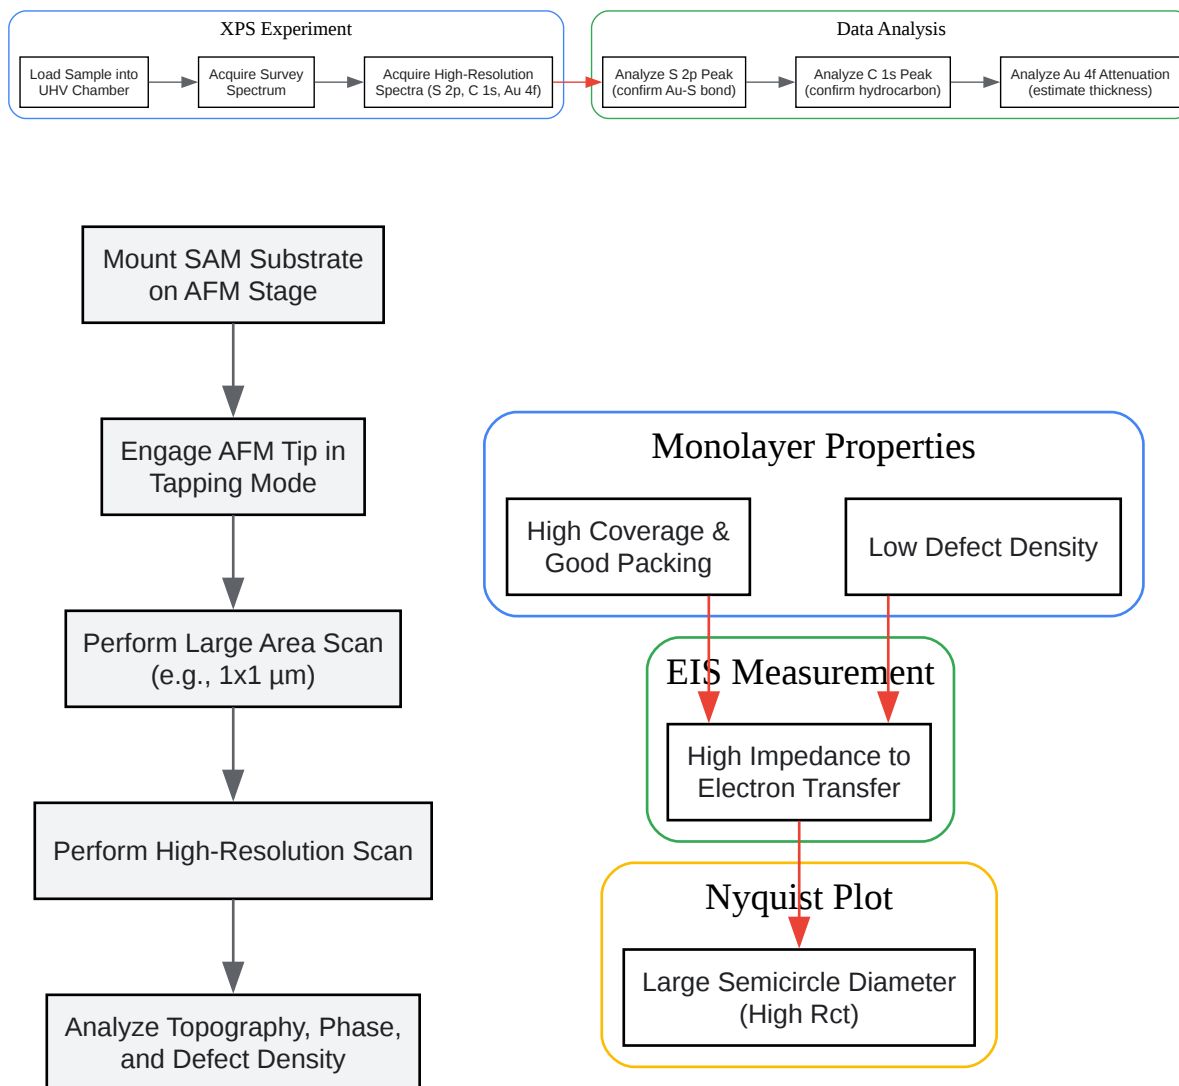 XPS Experiment
Load Sample into
UHV Chamber
Acquire Survey
Spectrum
Acquire High-Resolution
Spectra (S 2p, C 1s, Au 4f)
Data Analysis
Analyze S 2p Peak
(confirm Au-S bond)
Analyze C 1s Peak
(confirm hydrocarbon)
Analyze Au 4f Attenuation
(estimate thickness)
Mount SAM Substrate
on AFM Stage
Engage AFM Tip in
Tapping Mode
Perform Large Area Scan
(e.g., 1x1 µm)
Perform High-Resolution Scan
Analyze Topography, Phase,
and Defect Density
Monolayer Properties
High Coverage &
Good Packing
Low Defect Density
EIS Measurement
High Impedance to
Electron Transfer
Nyquist Plot
Large Semicircle Diameter
(High Rct)